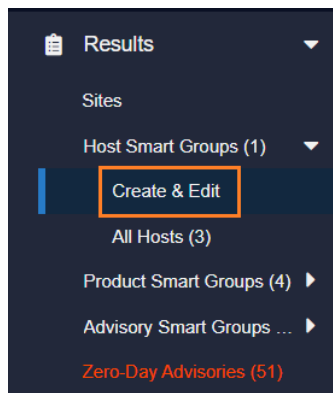 Results
Sites
Host Smart Groups (1)
Create & Edit
All Hosts (3)
Product Smart Groups (4)
Advisory Smart Groups ...
Zero-Day Advisories (51)